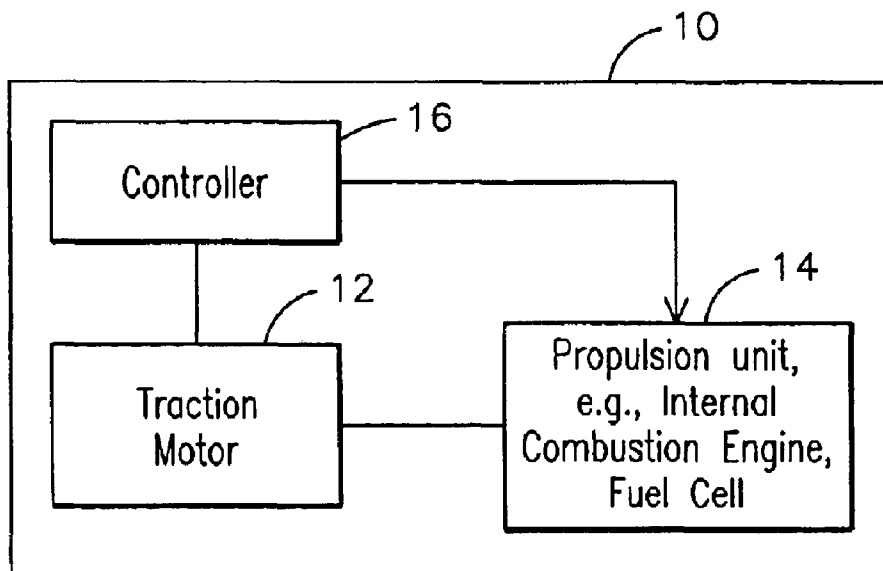 10
16
Controller
12
14
Traction
Motor
Propulsion unit,
e.g., Internal
Combustion Engine,
Fuel Cell